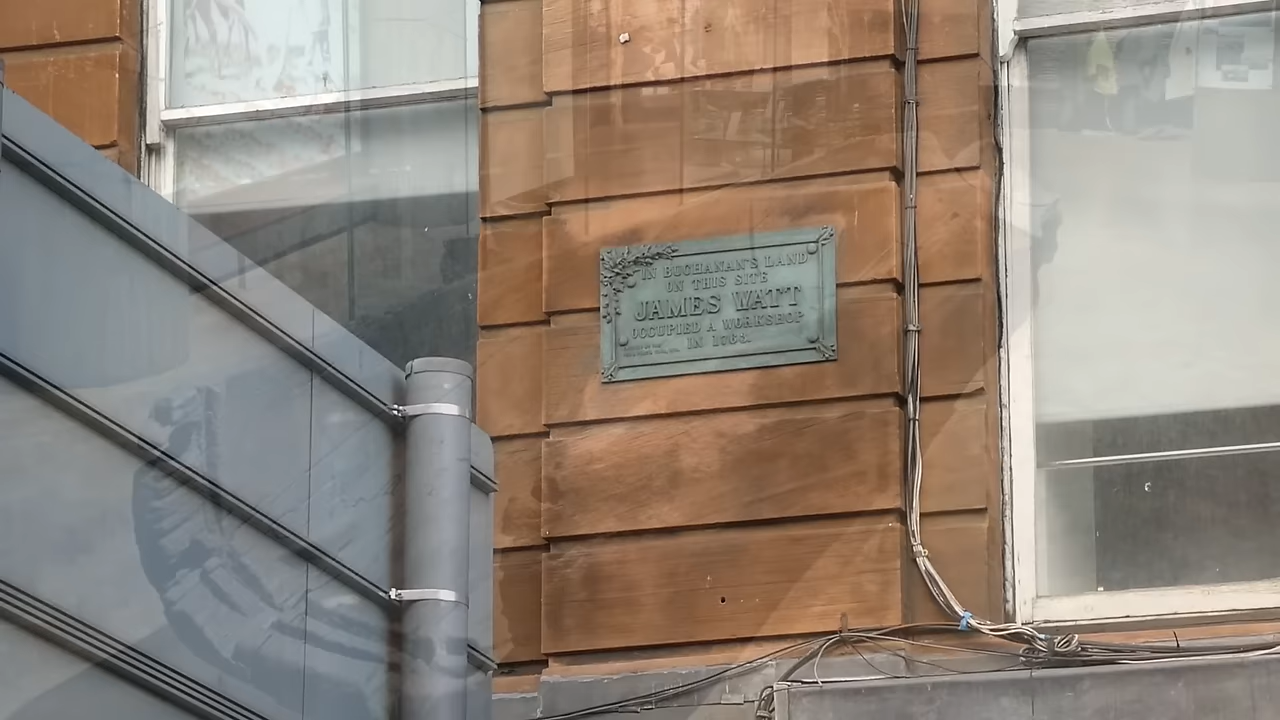 IN BUCHANAN'S LAND
ON THIS SITE
JAMES WATT
OCCUPIED A WORKSHOP
IN 1763.